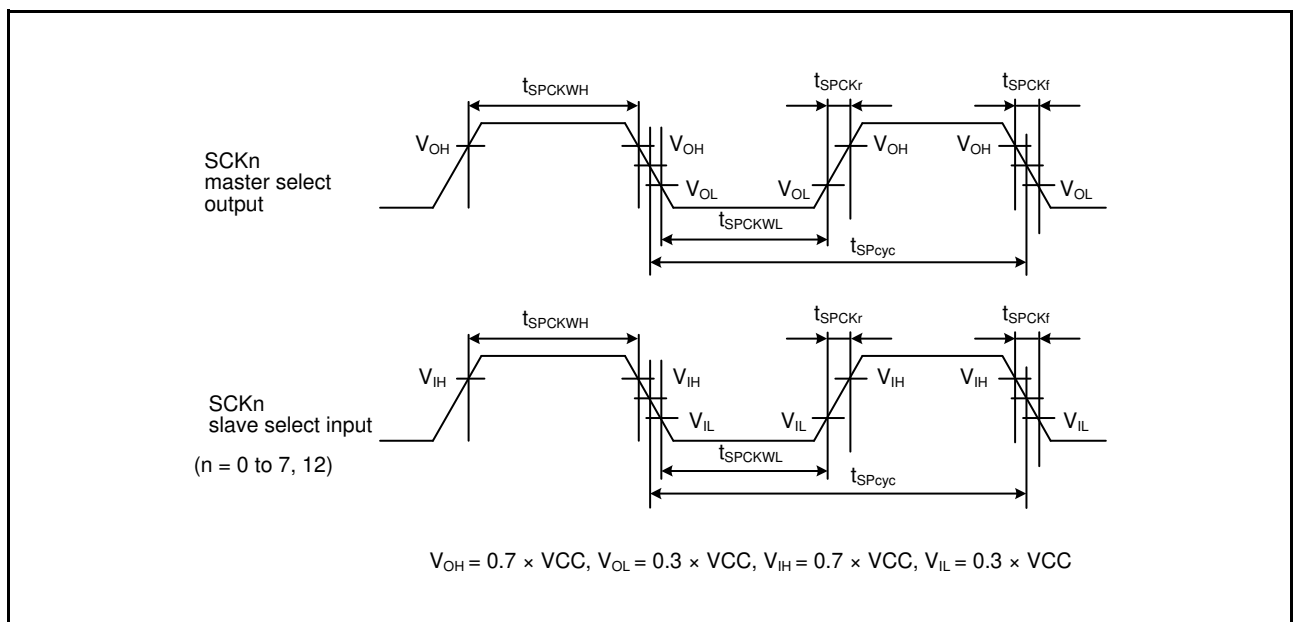 tSPCKWH
tSPCKr
tSPCKf
VOH
VOH
VOL
VOL
VOH
VOH
VOL
SCKn
master select
output
tSPCKWL
tSPcyc
tSPCKWH
tSPCKr
tSPCKf
VIH
VIH
VIL
VIL
VIH
VIH
VIL
SCKn
slave select input
(n = 0 to 7, 12)
tSPCKWL
tSPcyc
VOH = 0.7 × VCC, VOL = 0.3 × VCC, VIH = 0.7 × VCC, VIL = 0.3 × VCC